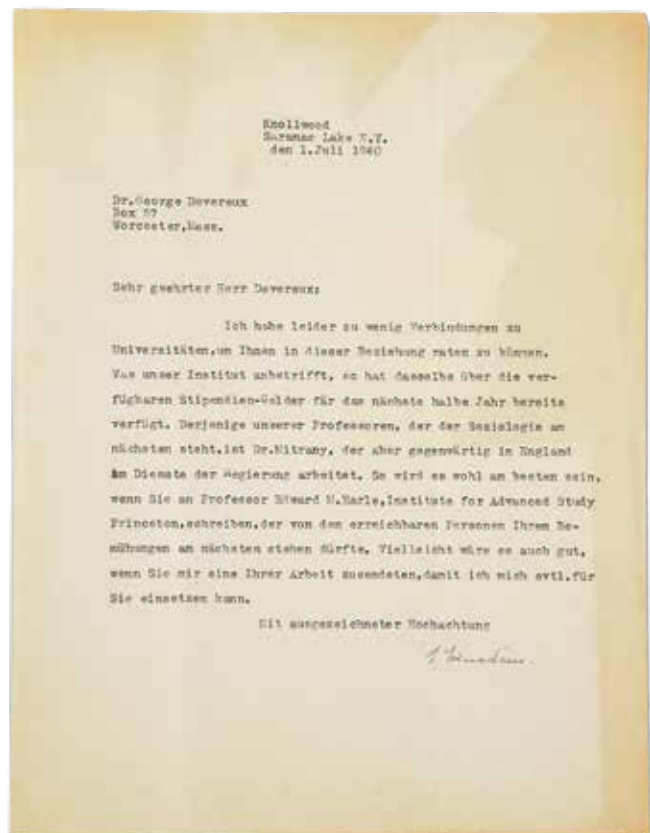 Knollwood
Saranac Lake N.Y.
den 1.Juli 1940
Dr.George Devereux
Box 57
Worcester,Mass.
Sehr geehrter Herr Devereux:
Ich habe leider zu wenig Verbindungen zu
Universitäten,um Ihnen in dieser Beziehung raten zu können.
Was unser Institut anbetrifft, so hat dasselbe über die ver-
fügbaren Stipendien-Gelder für das nächste halbe Jahr bereits
verfügt. Derjenige unserer Professoren, der der Soziologie am
nächsten steht,ist Dr.Mitrany, der aber gegenwärtig in England
im Dienste der Regierung arbeitet. So wird es wohl am besten sein,
wenn Sie an Professor Edward M.Earle,Institute for Advanced Study
Princeton,schreiben,der von den erreichbaren Personen Ihrem Be-
mühungen am nächsten stehen dürfte. Vielleicht wäre es auch gut,
wenn Sie mir eine Ihrer Arbeit zusendeten,damit ich mich evtl.für
Sie einsetzen kann.
Mit ausgezeichneter Hochachtung